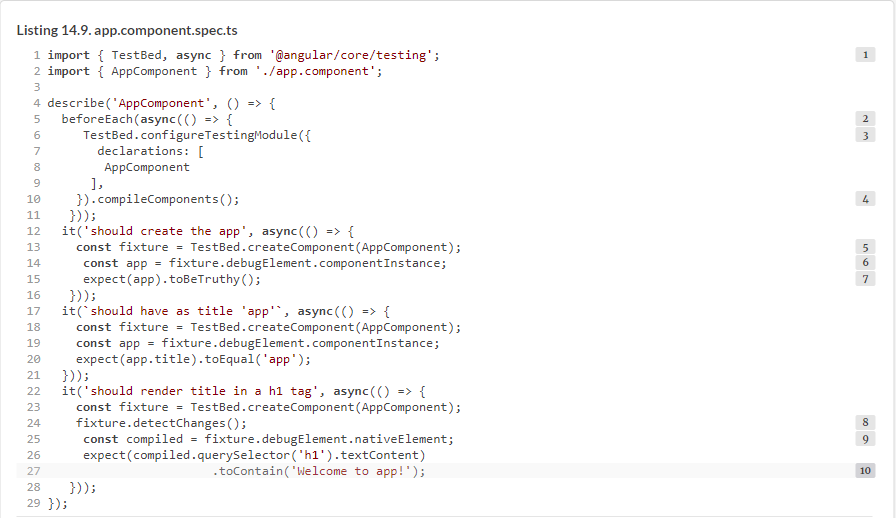 Listing 14.9. app.component.spec.ts
1 import { TestBed, async } from '@angular/core/testing'; 1
2 import { AppComponent } from './app.component';
3
4 describe('AppComponent', () => {
5   beforeEach(async(() => { 2
6      TestBed.configureTestingModule({ 3
7        declarations: [
8         AppComponent
9       ],
10     }).compileComponents(); 4
11    }));
12   it('should create the app', async(() => {
13     const fixture = TestBed.createComponent(AppComponent); 5
14      const app = fixture.debugElement.componentInstance; 6
15      expect(app).toBeTruthy(); 7
16    }));
17   it(`should have as title 'app'`, async(() => {
18     const fixture = TestBed.createComponent(AppComponent);
19     const app = fixture.debugElement.componentInstance;
20     expect(app.title).toEqual('app');
21   }));
22   it('should render title in a h1 tag', async(() => {
23     const fixture = TestBed.createComponent(AppComponent);
24     fixture.detectChanges(); 8
25      const compiled = fixture.debugElement.nativeElement; 9
26      expect(compiled.querySelector('h1').textContent)
27                        .toContain('Welcome to app!'); 10
28    }));
29 });